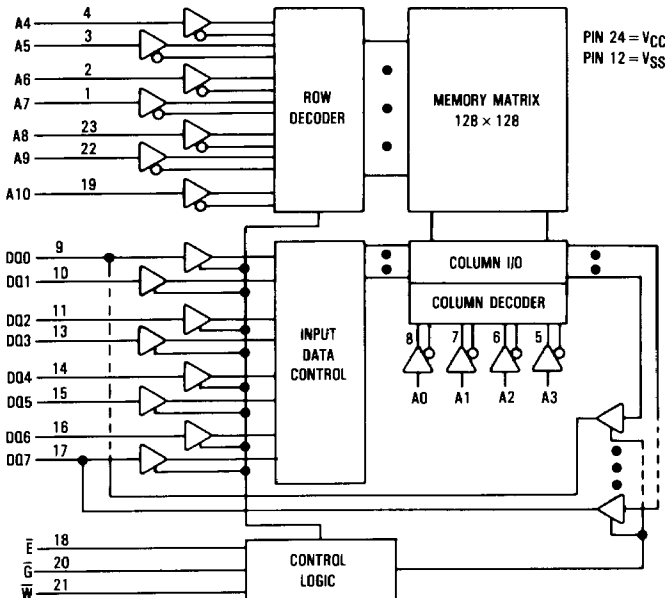 A4 4
A5 3
A6 2
A7 1
A8 23
A9 22
A10 19
ROW
DECODER
MEMORY MATRIX
128 × 128
PIN 24 = VCC
PIN 12 = VSS
DQ0 9
DQ1 10
DQ2 11
DQ3 13
DQ4 14
DQ5 15
DQ6 16
DQ7 17
INPUT
DATA
CONTROL
COLUMN I/O
COLUMN DECODER
8 7 6 5
A0 A1 A2 A3
E̅ 18
G̅ 20
W̅ 21
CONTROL
LOGIC